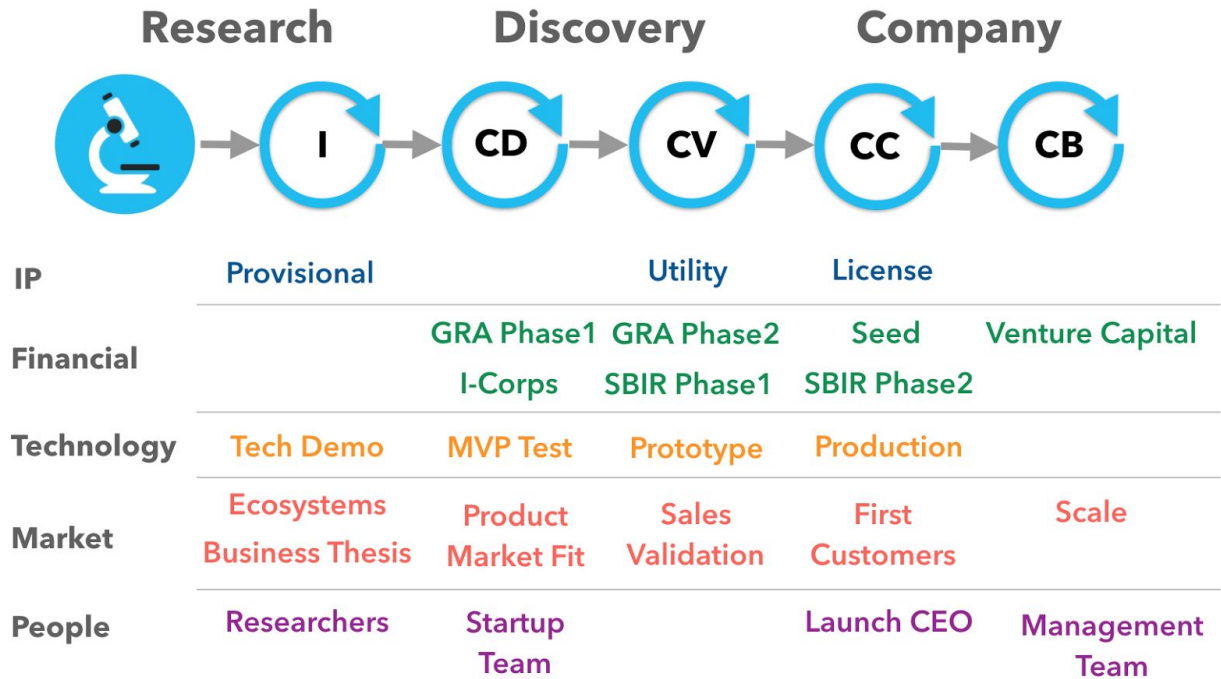 Research Discovery Company
I CD CV CC CB
IP Provisional Utility License
Financial GRA Phase1 GRA Phase2 Seed Venture Capital
I-Corps SBIR Phase1 SBIR Phase2
Technology Tech Demo MVP Test Prototype Production
Market Ecosystems Product Sales First Scale
Business Thesis Market Fit Validation Customers
People Researchers Startup Launch CEO Management
Team Team